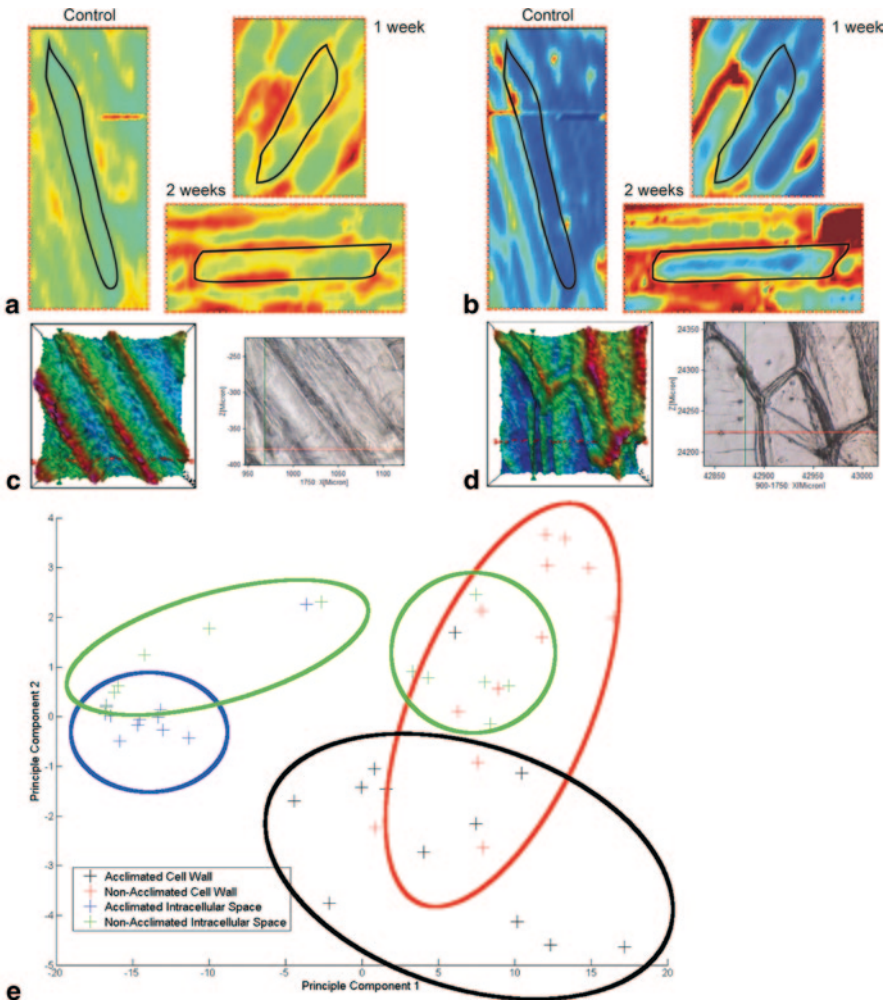 Control
1 week
2 weeks
a
Control
1 week
2 weeks
b
c
-250
-300
-350
-400
Z[Micron]
950
1000
1050
1100
1750 X[Micron]
d
24350
24300
24250
24200
Z[Micron]
42850
42900
42950
43000
900-1750 X[Micron]
4
3
2
1
0
-1
-2
-3
-4
-5
Principle Component 2
Acclimated Cell Wall
Non-Acclimated Cell Wall
Acclimated Intracellular Space
Non-Acclimated Intracellular Space
-20
-15
-10
-5
0
5
10
15
20
Principle Component 1
e